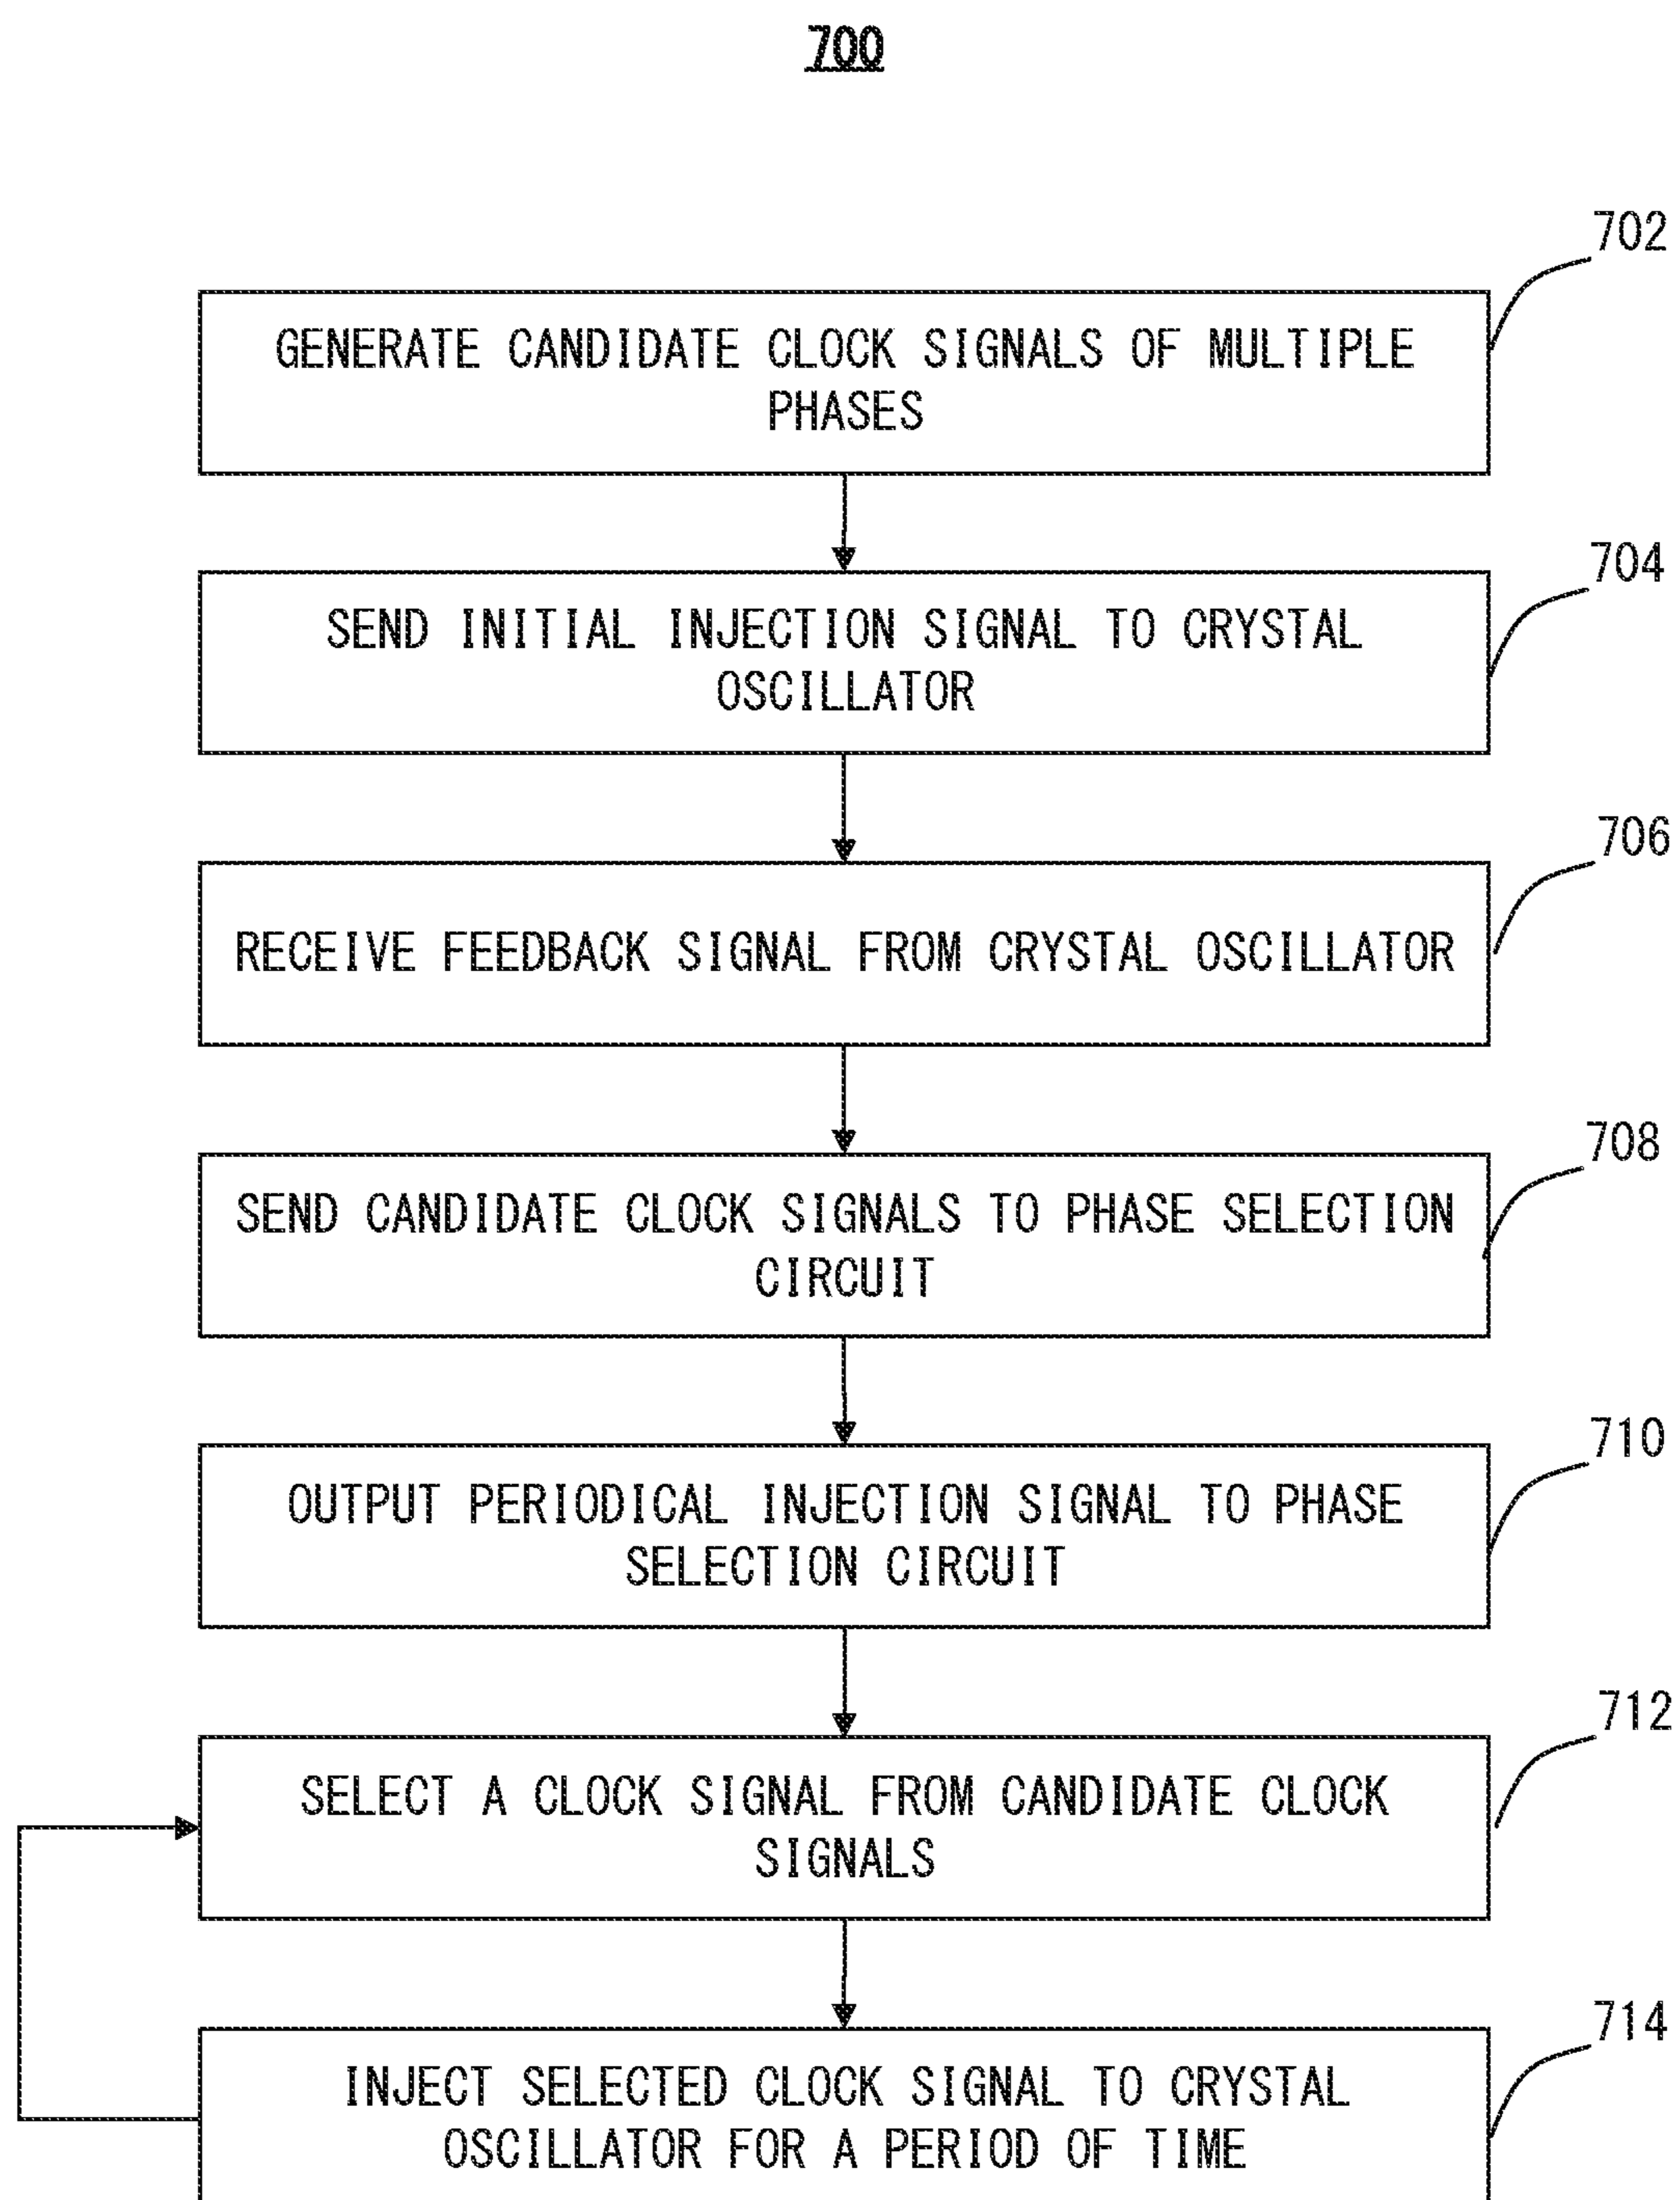 700
702
GENERATE CANDIDATE CLOCK SIGNALS OF MULTIPLE
PHASES
704
SEND INITIAL INJECTION SIGNAL TO CRYSTAL
OSCILLATOR
706
RECEIVE FEEDBACK SIGNAL FROM CRYSTAL OSCILLATOR
708
SEND CANDIDATE CLOCK SIGNALS TO PHASE SELECTION
CIRCUIT
710
OUTPUT PERIODICAL INJECTION SIGNAL TO PHASE
SELECTION CIRCUIT
712
SELECT A CLOCK SIGNAL FROM CANDIDATE CLOCK
SIGNALS
714
INJECT SELECTED CLOCK SIGNAL TO CRYSTAL
OSCILLATOR FOR A PERIOD OF TIME